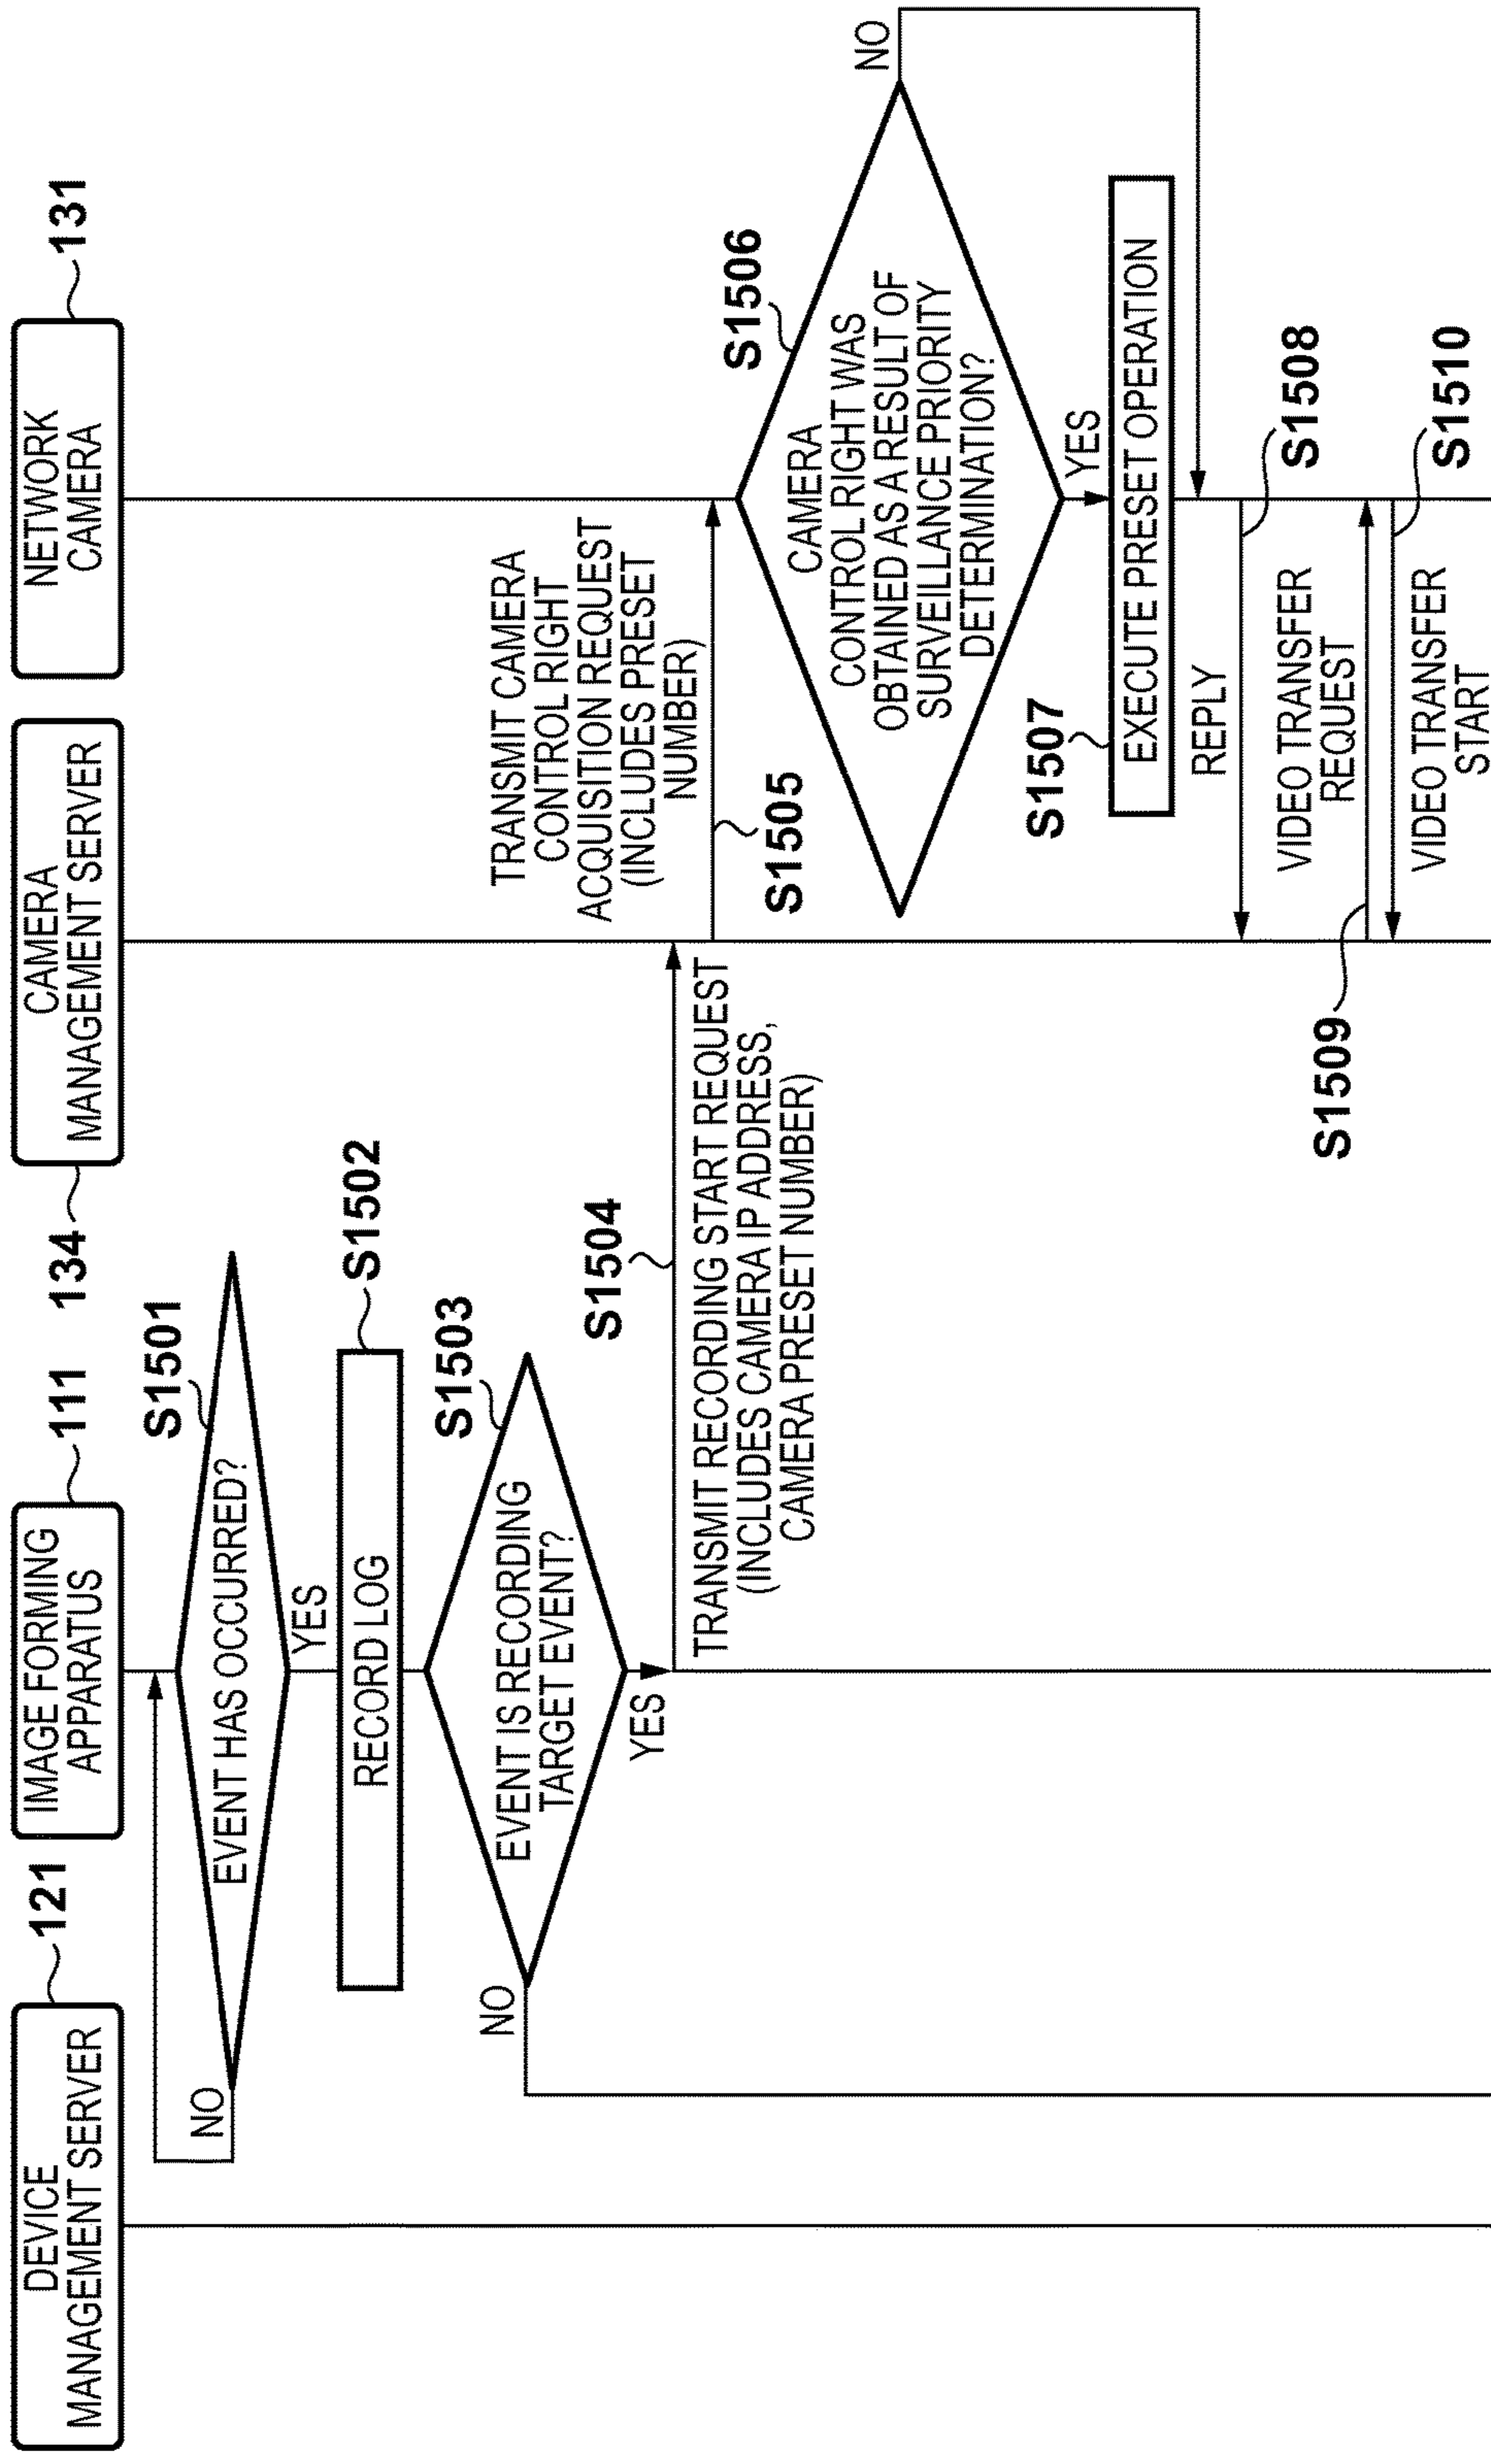 DEVICE
MANAGEMENT SERVER
121
IMAGE FORMING
APPARATUS
111
CAMERA
MANAGEMENT SERVER
134
NETWORK
CAMERA
131
S1501
EVENT HAS OCCURRED?
NO
YES
S1502
RECORD LOG
S1503
EVENT IS RECORDING
TARGET EVENT?
NO
YES
S1504
TRANSMIT RECORDING START REQUEST
(INCLUDES CAMERA IP ADDRESS,
CAMERA PRESET NUMBER)
TRANSMIT CAMERA
CONTROL RIGHT
ACQUISITION REQUEST
(INCLUDES PRESET
NUMBER)
S1505
S1506
CAMERA
CONTROL RIGHT WAS
OBTAINED AS A RESULT OF
SURVEILLANCE PRIORITY
DETERMINATION?
NO
YES
S1507
EXECUTE PRESET OPERATION
REPLY
S1508
VIDEO TRANSFER
REQUEST
S1509
S1510
VIDEO TRANSFER
START